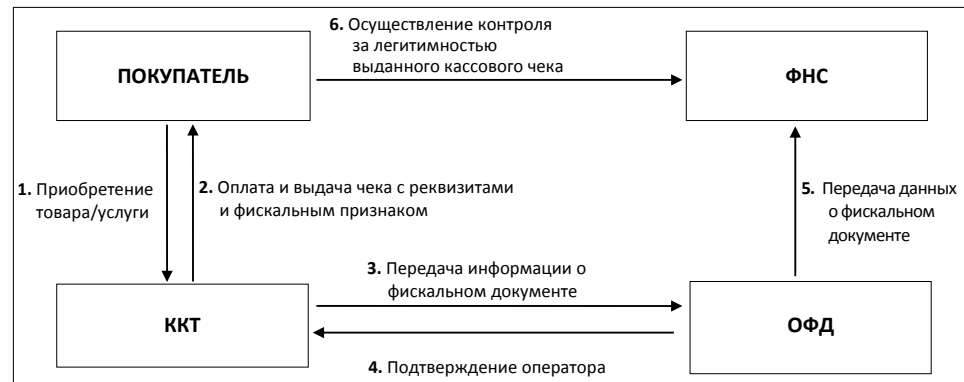 6. Осуществление контроля
за легитимностью
выданного кассового чека
ПОКУПАТЕЛЬ
ФНС
1. Приобретение
товара/услуги
2. Оплата и выдача чека с реквизитами
и фискальным признаком
5. Передача данных
о фискальном
документе
3. Передача информации о
фискальном документе
ККТ
ОФД
4. Подтверждение оператора